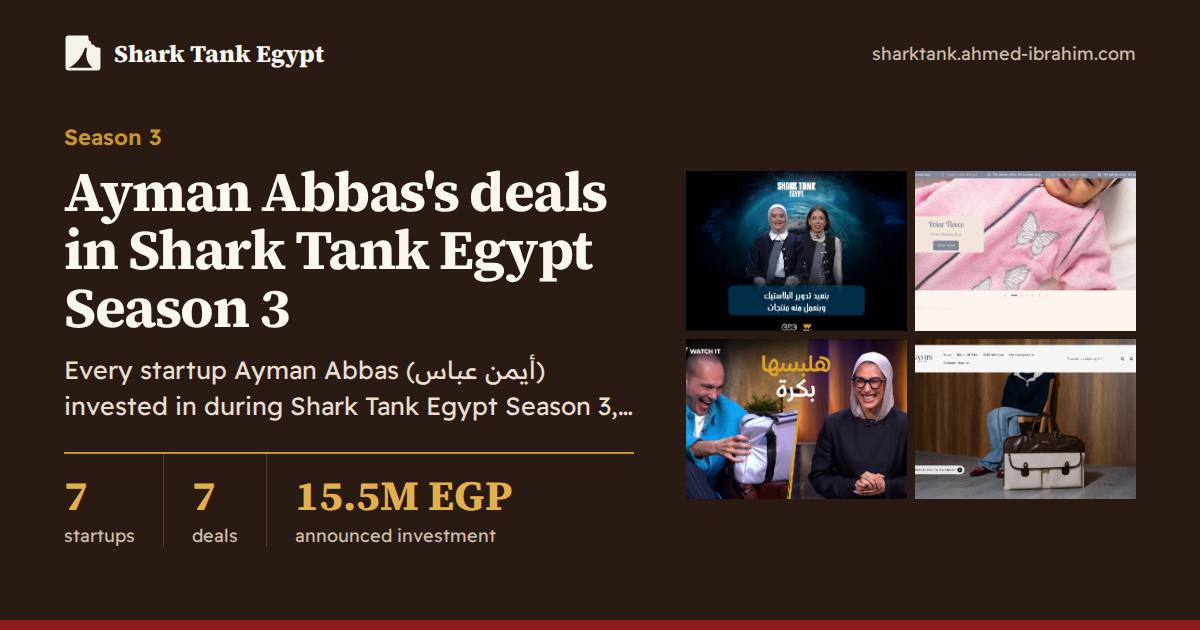 Shark Tank Egypt
sharktank.ahmed-ibrahim.com
Season 3
Ayman Abbas's deals
in Shark Tank Egypt
Season 3
Every startup Ayman Abbas (أيمن عباس)
invested in during Shark Tank Egypt Season 3,...
7
startups
7
deals
15.5M EGP
announced investment
SHARK TANK
EGYPT
بنعيد تدوير البلاستيك
وبنعمل منه منتجات
Polar Fleece
WATCH IT
هلبسها
بكرة